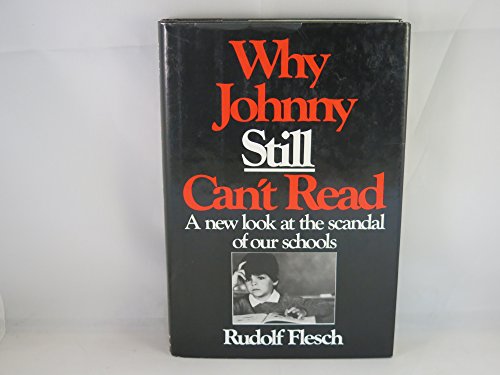 Why
Johnny
Still
Can't Read
A new look at the scandal
of our schools
Rudolf Flesch